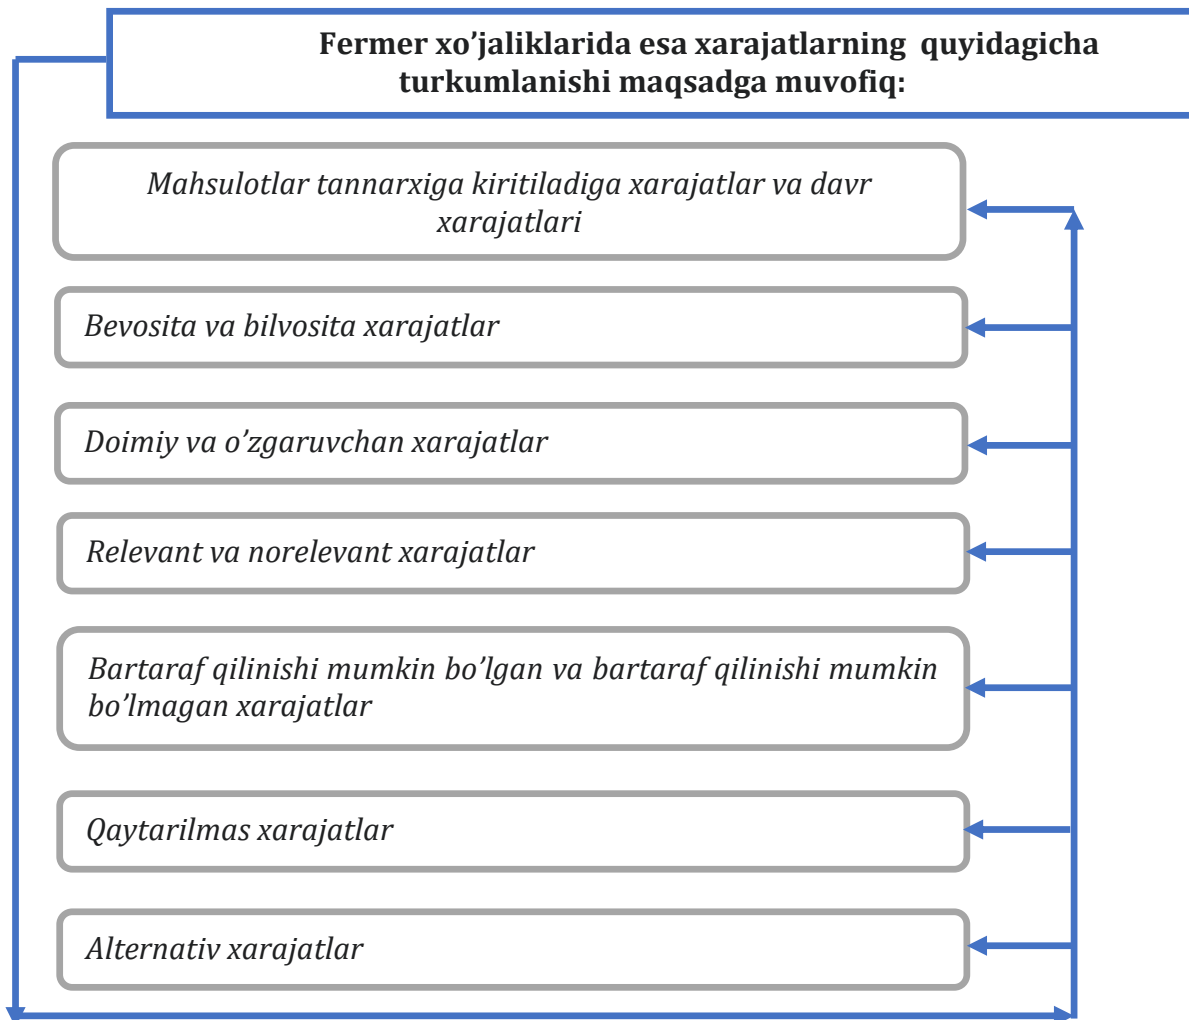 Fermer xo’jaliklarida esa xarajatlarning quyidagicha
turkumlanishi maqsadga muvofiq:
Mahsulotlar tannarxiga kiritiladiga xarajatlar va davr
xarajatlari
Bevosita va bilvosita xarajatlar
Doimiy va o’zgaruvchan xarajatlar
Relevant va norelevant xarajatlar
Bartaraf qilinishi mumkin bo’lgan va bartaraf qilinishi mumkin
bo’lmagan xarajatlar
Qaytarilmas xarajatlar
Alternativ xarajatlar